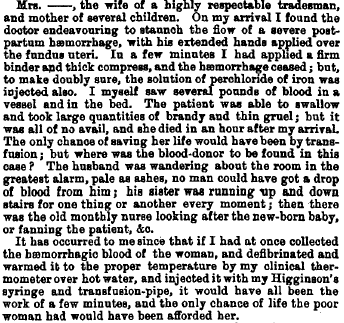 Mrs. ——, the wife of a highly respectable tradesman,
and mother of several children. On my arrival I found the
doctor endeavouring to staunch the flow of a severe post-
partum hæmorrhage, with his extended hands applied over
the fundus uteri. In a few minutes I had applied a firm
binder and thick compress, and the hæmorrhage ceased; but,
to make doubly sure, the solution of perchloride of iron was
injected also. I myself saw several pounds of blood in a
vessel and in the bed. The patient was able to swallow
and took large quantities of brandy and thin gruel; but it
was all of no avail, and she died in an hour after my arrival.
The only chance of saving her life would have been by trans-
fusion; but where was the blood-donor to be found in this
case? The husband was wandering about the room in the
greatest alarm, pale as ashes, no man could have got a drop
of blood from him; his sister was running up and down
stairs for one thing or another every moment; then there
was the old monthly nurse looking after the new-born baby,
or fanning the patient, &c.
It has occurred to me since that if I had at once collected
the hæmorrhagic blood of the woman, and defibrinated and
warmed it to the proper temperature by my clinical ther-
mometer over hot water, and injected it with my Higginson's
syringe and transfusion-pipe, it would have all been the
work of a few minutes, and the only chance of life the poor
woman had would have been afforded her.